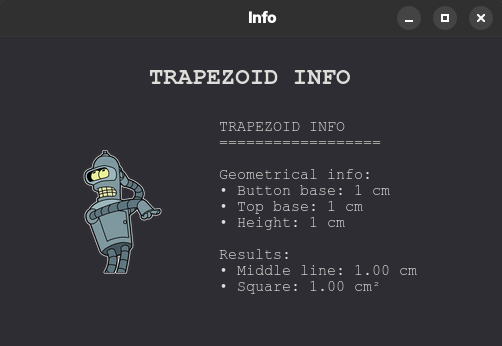 Info
TRAPEZOID INFO
TRAPEZOID INFO
==================
Geometrical info:
• Button base: 1 cm
• Top base: 1 cm
• Height: 1 cm
Results:
• Middle line: 1.00 cm
• Square: 1.00 cm²